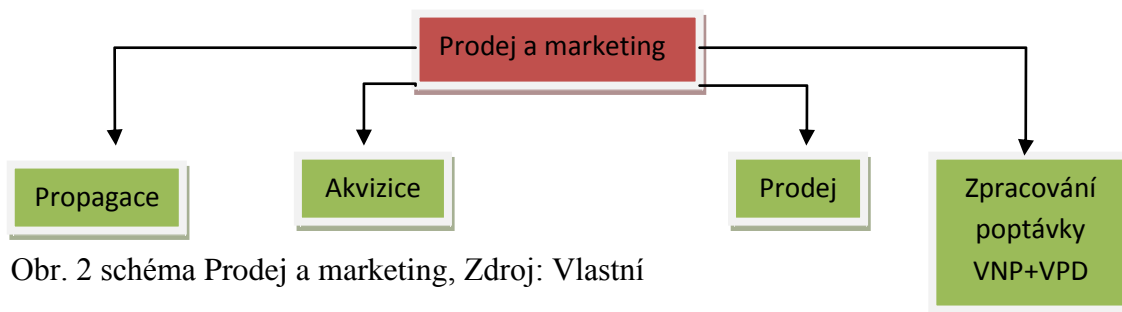 Prodej a marketing
Propagace
Akvizice
Prodej
Zpracování
poptávky
VNP+VPD
Obr. 2 schéma Prodej a marketing, Zdroj: Vlastní